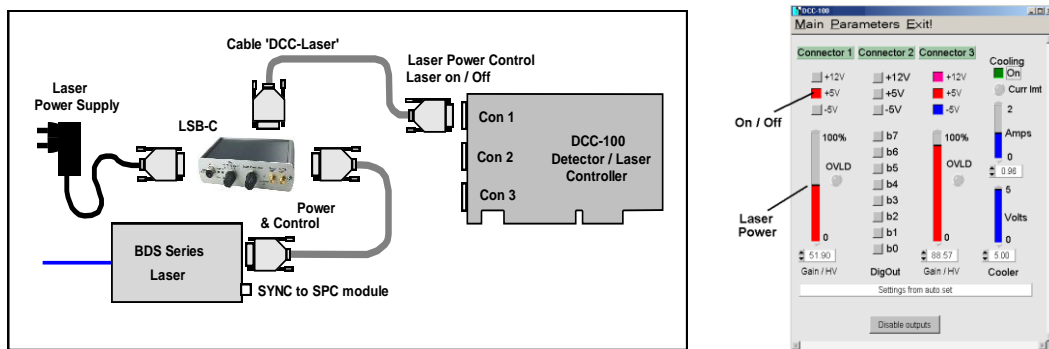 Cable 'DCC-Laser'
Laser Power Control
Laser on / Off
Laser
Power Supply
LSB-C
Con 1
Con 2
Con 3
DCC-100
Detector / Laser
Controller
Power
& Control
BDS Series
Laser
SYNC to SPC module
On / Off
Laser
Power
DCC-100
Main Parameters Exit!
Connector 1 Connector 2 Connector 3
Cooling
On
Curr lmt
+12V +12V +12V
+5V +5V +5V
-5V -5V -5V
2
Amps
0
0.96
100%
OVLD
0
51.90
Gain / HV
b7
b6
b5
b4
b3
b2
b1
b0
DigOut
100%
OVLD
0
88.57
Gain / HV
5
Volts
0
5.00
Cooler
Settings from auto set
Disable outputs